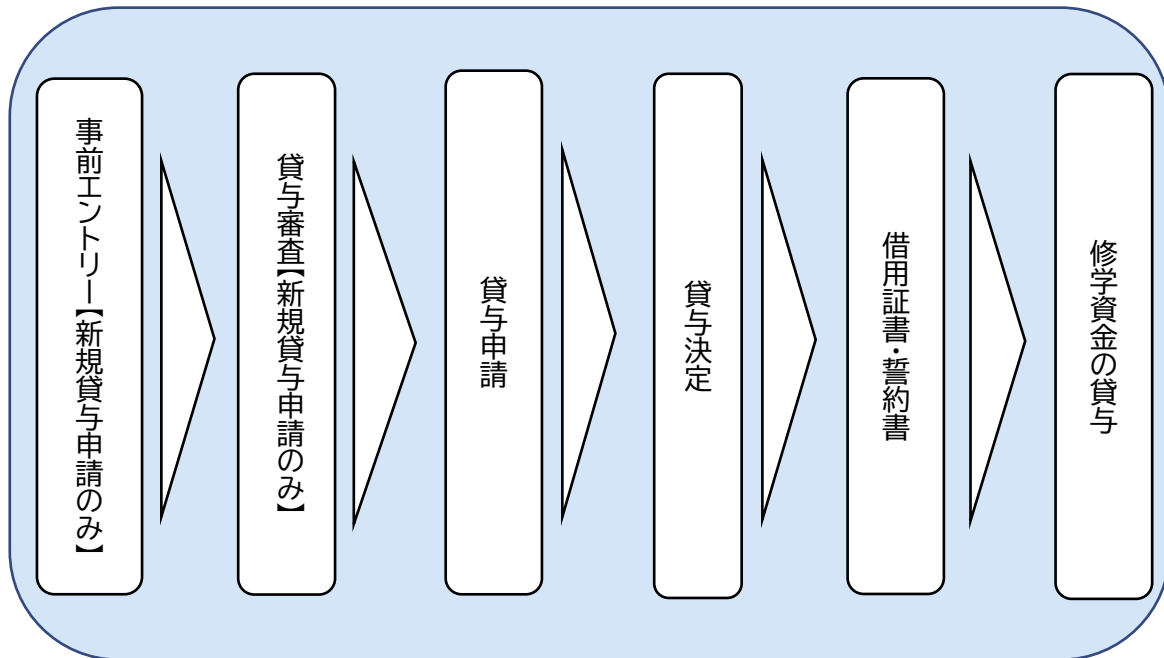 事前エントリー【新規貸与申請のみ】
貸与審査【新規貸与申請のみ】
貸与申請
貸与決定
借用証書・誓約書
修学資金の貸与